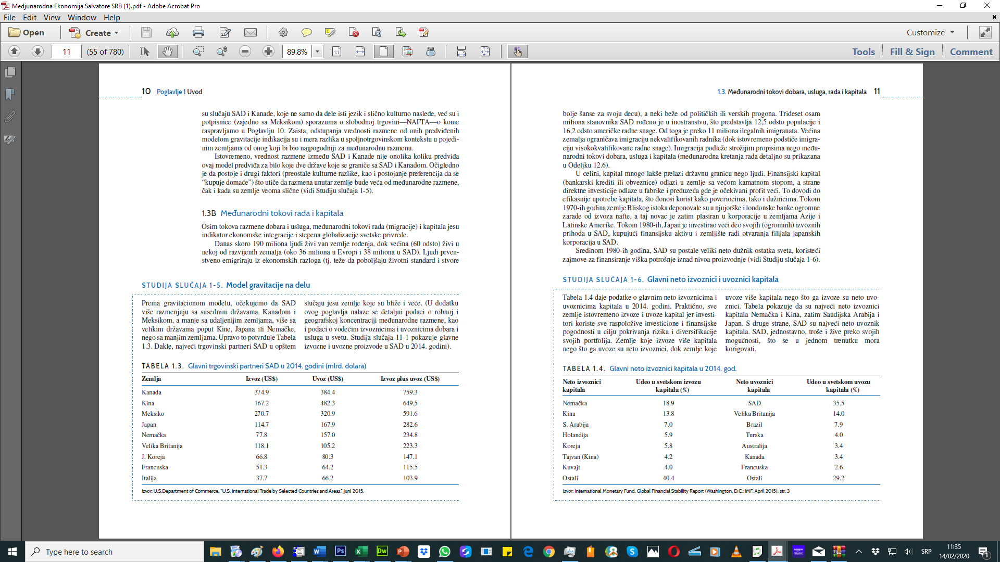 Medjunarodna Ekonomija Salvatore SRB (1).pdf - Adobe Acrobat Pro
File Edit View Window Help
Open Create Customize
11 (55 of 780) 89.8% Tools Fill & Sign Comment
10 Poglavlje 1 Uvod
su slučaju SAD i Kanade, koje ne samo da dele isti jezik i slično kulturno nasleđe, već su i
potpisnice (zajedno sa Meksikom) sporazuma o slobodnoj trgovini—NAFTA—o kome
raspravljamo u Poglavlju 10. Zaista, odstupanja vrednosti razmene od onih predviđenih
modelom gravitacije indikacija su i mera razlika u spoljnotrgovinskom kontekstu u pojedi-
nim zemljama od onog koji bi bio najpogodniji za međunarodnu razmenu.
Istovremeno, vrednost razmene između SAD i Kanade nije onolika koliku predviđa
ovaj model predviđa za bilo koje dve države koje se graniče sa SAD i Kanadom. Očigledno
je da postoje i drugi faktori (preostale kulturne razlike, kao i postojanje preferencija da se
“kupuje domaće”) što utiče da razmena unutar zemlje bude veća od međunarodne razmene,
čak i kada su zemlje veoma slične (vidi Studiju slučaja 1-5).
1.3B Međunarodni tokovi rada i kapitala
Osim tokova razmene dobara i usluga, međunarodni tokovi rada (migracije) i kapitala jesu
indikator ekonomske integracije i stepena globalizacije svetske privrede.
Danas skoro 190 miliona ljudi živi van zemlje rođenja, dok većina (60 odsto) živi u
nekoj od razvijenih zemalja (oko 36 miliona u Evropi i 38 miliona u SAD). Ljudi prven-
stveno emigriraju iz ekonomskih razloga (tj. teže da poboljšaju životni standard i stvore
STUDIJA SLUČAJA 1-5. Model gravitacije na delu
Prema gravitacionom modelu, očekujemo da SAD
više razmenjuju sa susednim državama, Kanadom i
Meksikom, a manje sa udaljenijim zemljama, više sa
velikim državama poput Kine, Japana ili Nemačke,
nego sa manjim zemljama. Upravo to potvrđuje Tabela
1.3. Dakle, najveći trgovinski partneri SAD u opštem
slučaju jesu zemlje koje su bliže i veće. (U dodatku
ovog poglavlja nalaze se detaljni podaci o robnoj i
geografskoj koncentraciji međunarodne razmene, kao
i podaci o vodećim izvoznicima i uvoznicima dobara i
usluga u svetu. Studija slučaja 11-1 pokazuje glavne
izvozne i uvozne proizvode u SAD u 2014. godini).
TABELA 1.3. Glavni trgovinski partneri SAD u 2014. godini (mlrd. dolara)
Zemlja Izvoz (US$) Uvoz (US$) Izvoz plus uvoz (US$)
Kanada 374.9 384.4 759.3
Kina 167.2 482.3 649.5
Meksiko 270.7 320.9 591.6
Japan 114.7 167.9 282.6
Nemačka 77.8 157.0 234.8
Velika Britanija 118.1 105.2 223.3
J. Koreja 66.8 80.3 147.1
Francuska 51.3 64.2 115.5
Italija 37.7 66.2 103.9
Izvor: U.S.Department of Commerce, “U.S. International Trade by Selected Countries and Areas,” Juni 2015.
1.3. Međunarodni tokovi dobara, usluga, rada i kapitala 11
bolje šanse za svoju decu), a neki beže od političkih ili verskih progona. Trideset osam
miliona stanovnika SAD rođeno je u inostranstvu, što predstavlja 12,5 odsto populacije i
16,2 odsto američke radne snage. Od toga je preko 11 miliona ilegalnih imigranata. Većina
zemalja ograničava imigraciju nekvalifikovanih radnika (dok istovremeno podstiče imigra-
ciju visokokvalifikovane radne snage). Imigracija podleže strožijim propisima nego među-
narodni tokovi dobara, usluga i kapitala (međunarodna kretanja rada detaljno su prikazana
u Odeljku 12.6).
U celini, kapital mnogo lakše prelazi državnu granicu nego ljudi. Finansijski kapital
(bankarski krediti ili obveznice) odlazi u zemlje sa većom kamatnom stopom, a strane
direktne investicije odlaze u fabrike i preduzeća gde je očekivani profit veći. To dovodi do
efikasnije upotrebe kapitala, što donosi korist kako poveriocima, tako i dužnicima. Tokom
1970-ih godina zemlje Bliskog istoka deponovale su u njujorške i londonske banke ogromne
zarade od izvoza nafte, a taj novac je zatim plasiran u korporacije u zemljama Azije i
Latinske Amerike. Tokom 1980-ih, Japan je investirao veći deo svojih (ogromnih) izvoznih
prihoda u SAD, kupujući finansijsku aktivu i zemljište radi otvaranja filijala japanskih
korporacija u SAD.
Sredinom 1980-ih godina, SAD su postale veliki neto dužnik ostatka sveta, koristeći
zajmove za finansiranje viška potrošnje iznad nivoa proizvodnje (vidi Studiju slučaja 1-6).
STUDIJA SLUČAJA 1-6. Glavni neto izvoznici i uvoznici kapitala
Tabela 1.4 daje podatke o glavnim neto izvoznicima i
uvoznicima kapitala u 2014. godini. Praktično, sve
zemlje istovremeno izvoze i uvoze kapital jer investi-
tori koriste sve raspoložive investicione i finansijske
pogodnosti u cilju pokrivanja rizika i diversifikacije
svojih portfolija. Zemlje koje izvoze više kapitala
nego što ga uvoze su neto izvoznici, dok zemlje koje
uvoze više kapitala nego što ga izvoze su neto uvo-
znici. Tabela pokazuje da su najveći neto izvoznici
kapitala Nemačka i Kina, zatim Saudijska Arabija i
Japan. S druge strane, SAD su najveći neto uvoznik
kapitala. SAD, jednostavno, troše i žive preko svojih
mogućnosti, što se u jednom trenutku mora
korigovati.
TABELA 1.4. Glavni neto izvoznici kapitala u 2014. god.
Neto izvoznici Udeo u svetskom izvozu Neto uvoznici Udeo u svetskom uvozu
kapitala kapitala (%) kapitala kapitala (%)
Nemačka 18.9 SAD 35.5
Kina 13.8 Velika Britanija 14.0
S. Arabija 7.0 Brazil 7.9
Holandija 5.9 Turska 4.0
Koreja 5.8 Australija 3.4
Tajvan (Kina) 4.2 Kanada 3.4
Kuvajt 4.0 Francuska 2.6
Ostali 40.4 Ostali 29.2
Izvor: International Monetary Fund, Global Financial Stability Report (Washington, D.C.: IMF, April 2015), str. 3
Type here to search SRP 11:35
14/02/2020